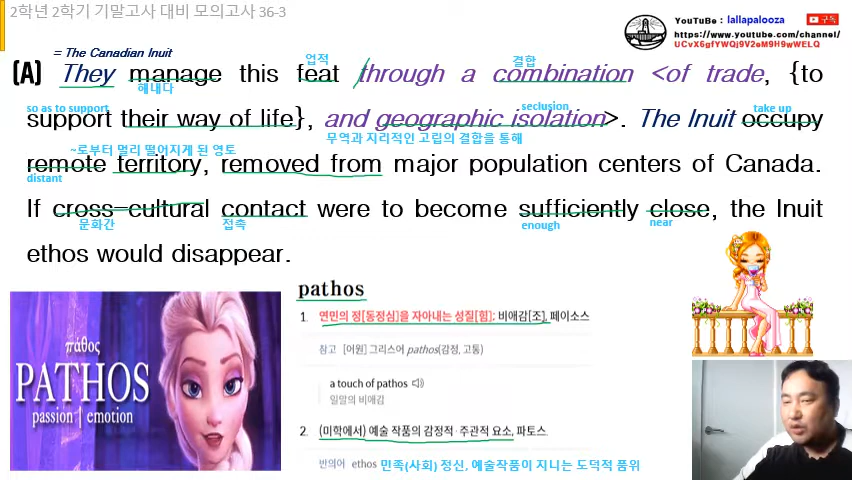 2학년 2학기 기말고사 대비 모의고사 36-3
YouTuBe : lallapalooza 구독
https://www.youtube.com/channel/
UCvX6gfYWQj9V2eM9H9wWELQ
= The Canadian Inuit
업적
결합
(A) They manage this feat through a combination <of trade, {to
해내다
so as to support
seclusion
take up
support their way of life}, and geographic isolation>. The Inuit occupy
~로부터 멀리 떨어지게 된 영토
무역과 지리적인 고립의 결합을 통해
remote territory, removed from major population centers of Canada.
distant
If cross-cultural contact were to become sufficiently close, the Inuit
문화간
접촉
enough
near
ethos would disappear.
πάθος
PATHOS
passion | emotion
pathos
1. 연민의 정[동정심]을 자아내는 성질[힘]: 비애감[조], 페이소스
참고 [어원] 그리스어 pathos(감정, 고통)
a touch of pathos
일말의 비애감
2. (미학에서) 예술 작품의 감정적·주관적 요소, 파토스.
반의어 ethos 민족(사회) 정신, 예술작품이 지니는 도덕적 품위